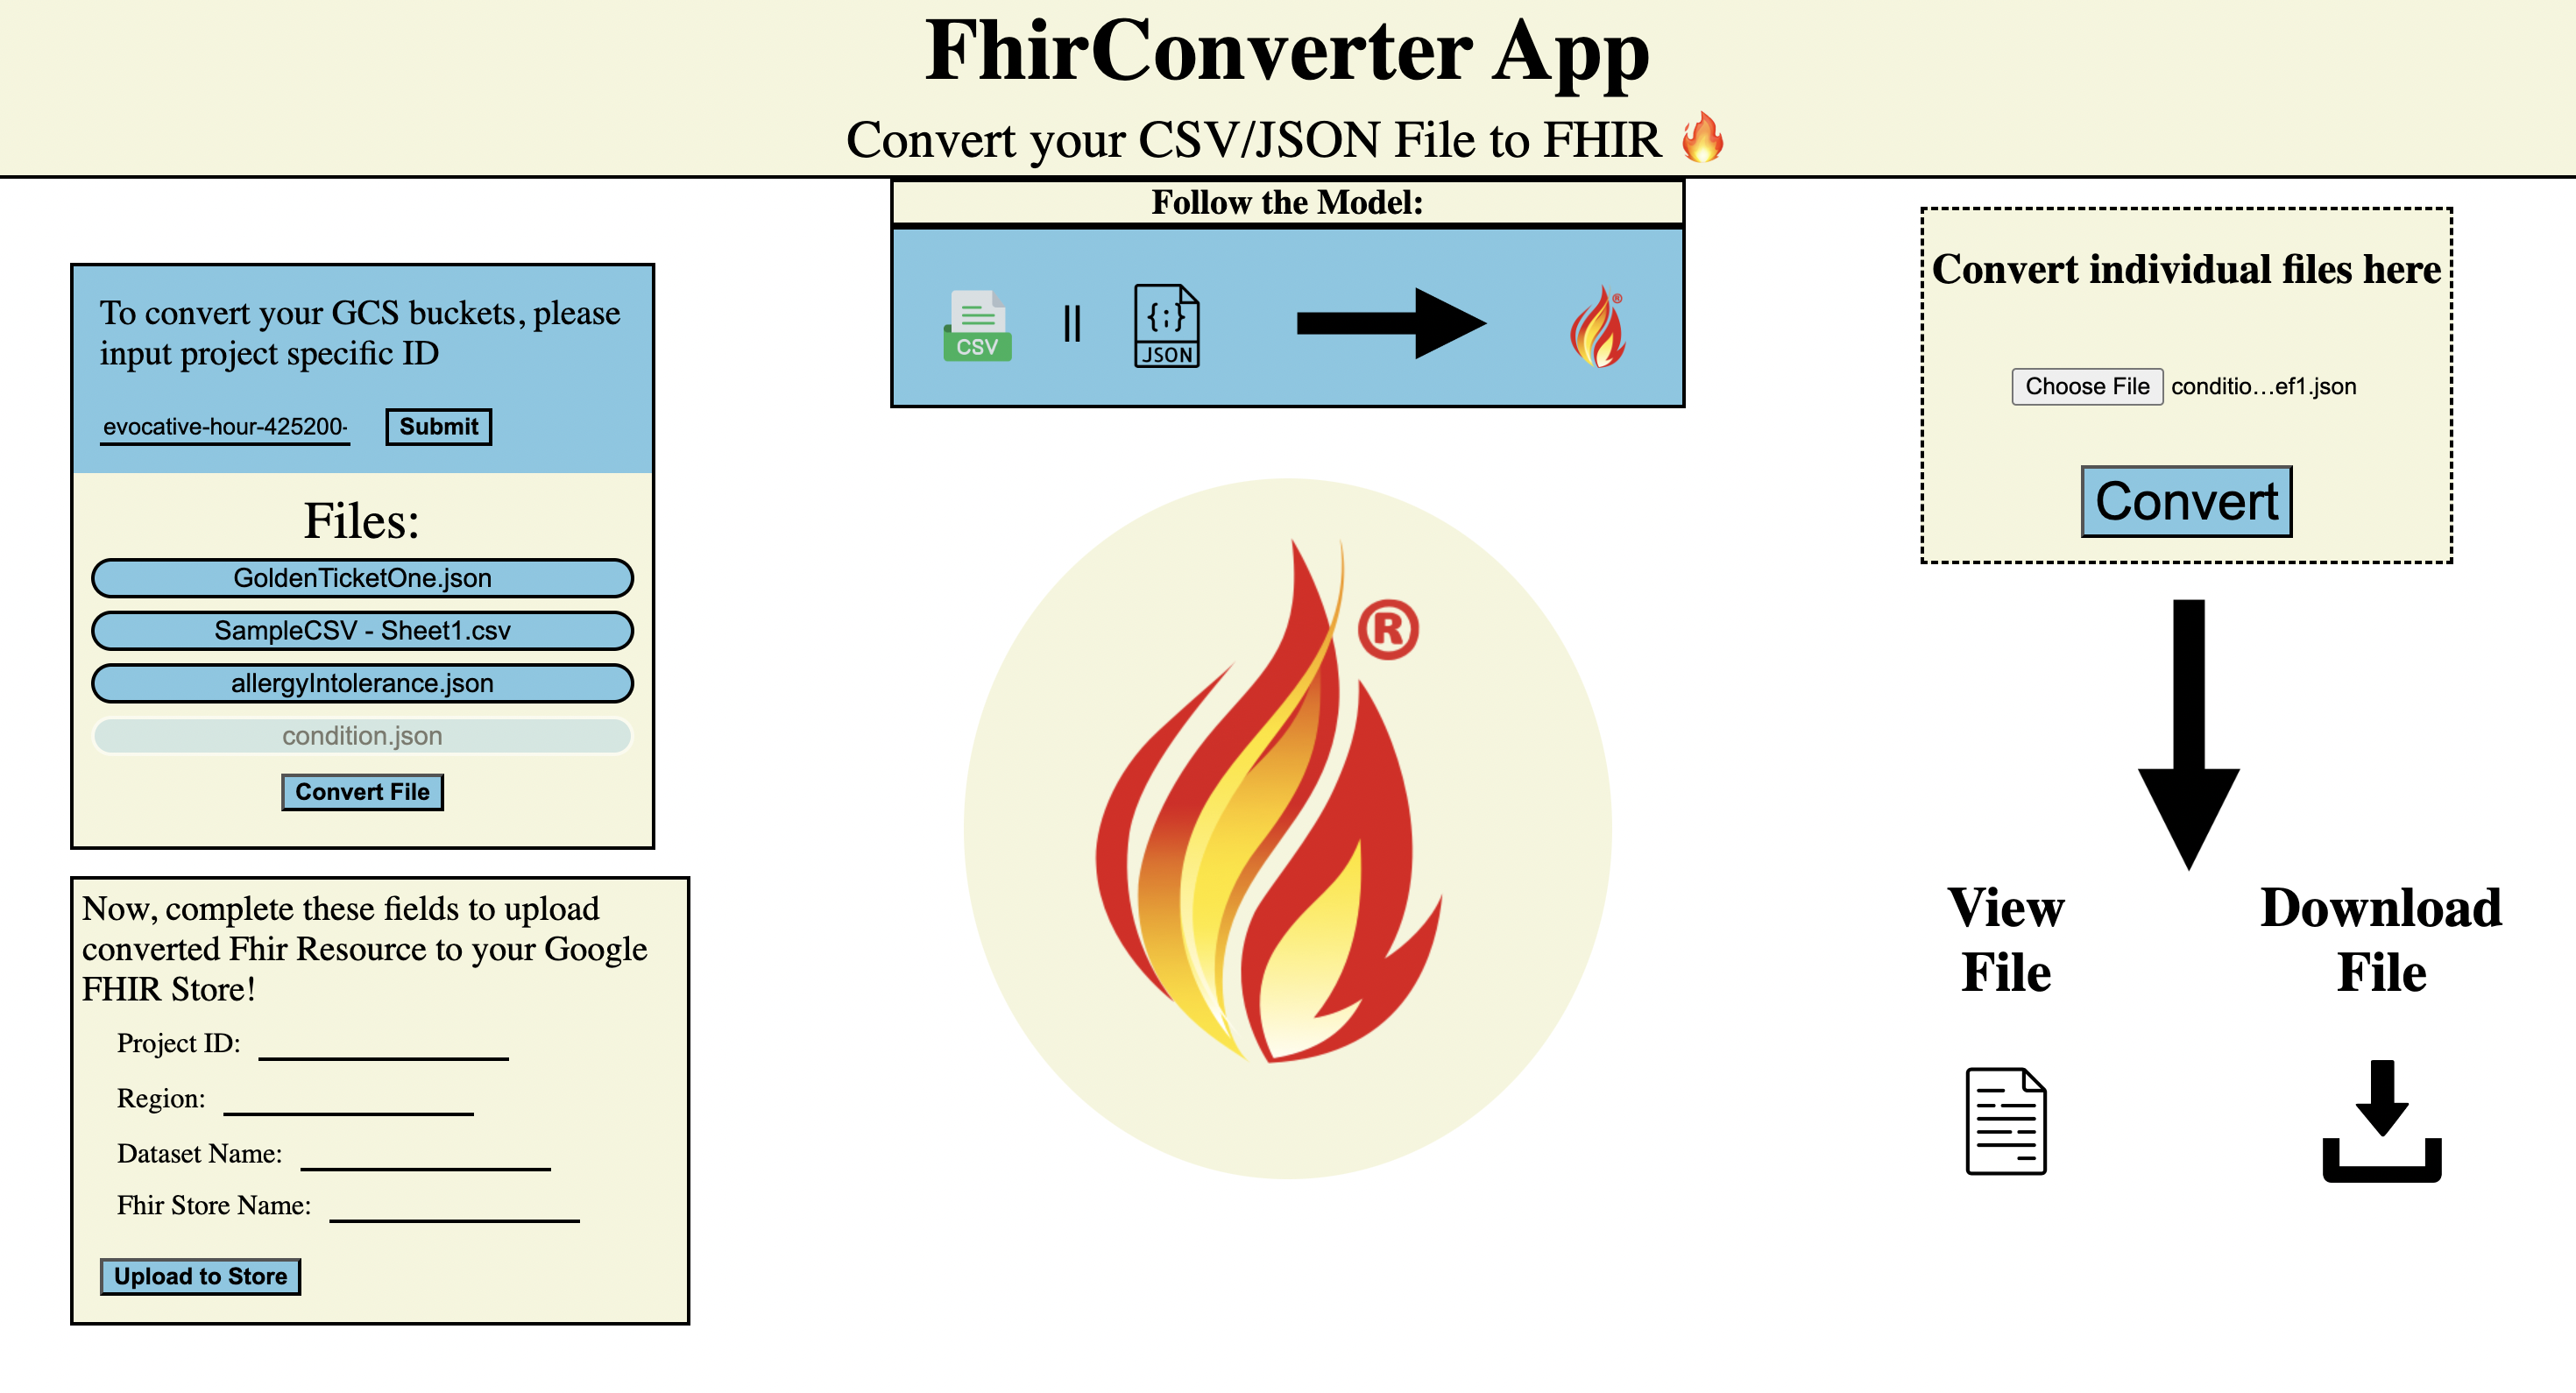 FhirConverter App
Convert your CSV/JSON File to FHIR 🔥
Follow the Model:
CSV
||
{;}
JSON
®
To convert your GCS buckets, please
input project specific ID
evocative-hour-425200-
Submit
Files:
GoldenTicketOne.json
SampleCSV - Sheet1.csv
allergyIntolerance.json
condition.json
Convert File
Now, complete these fields to upload
converted Fhir Resource to your Google
FHIR Store!
Project ID:
Region:
Dataset Name:
Fhir Store Name:
Upload to Store
®
Convert individual files here
Choose File conditio…ef1.json
Convert
View
File
Download
File